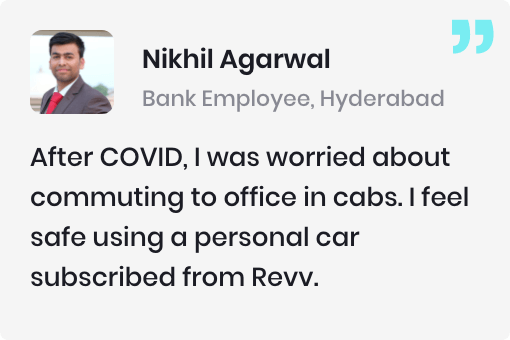 Nikhil Agarwal
Bank Employee, Hyderabad
After COVID, I was worried about
commuting to office in cabs. I feel
safe using a personal car
subscribed from Revv.